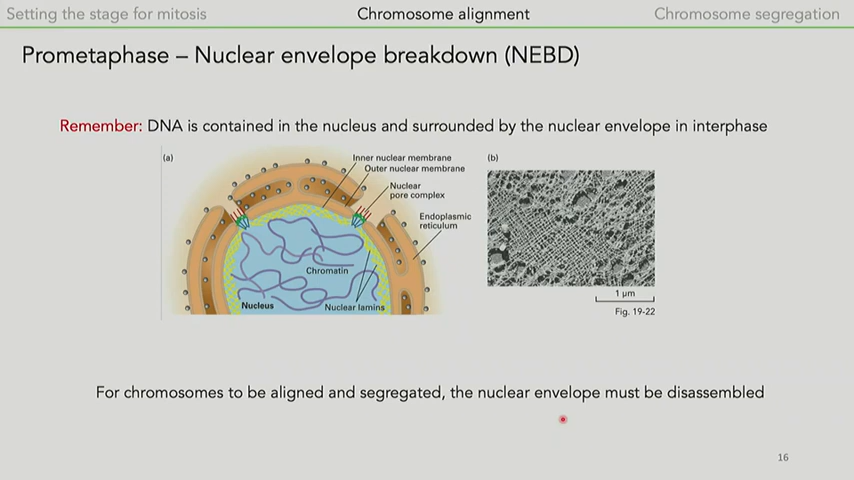 Setting the stage for mitosis
Chromosome alignment
Chromosome segregation
Prometaphase – Nuclear envelope breakdown (NEBD)
Remember: DNA is contained in the nucleus and surrounded by the nuclear envelope in interphase
(a)
Inner nuclear membrane
Outer nuclear membrane
Nuclear
pore complex
Endoplasmic
reticulum
Chromatin
Nucleus
Nuclear lamins
(b)
1 µm
Fig. 19-22
For chromosomes to be aligned and segregated, the nuclear envelope must be disassembled
16